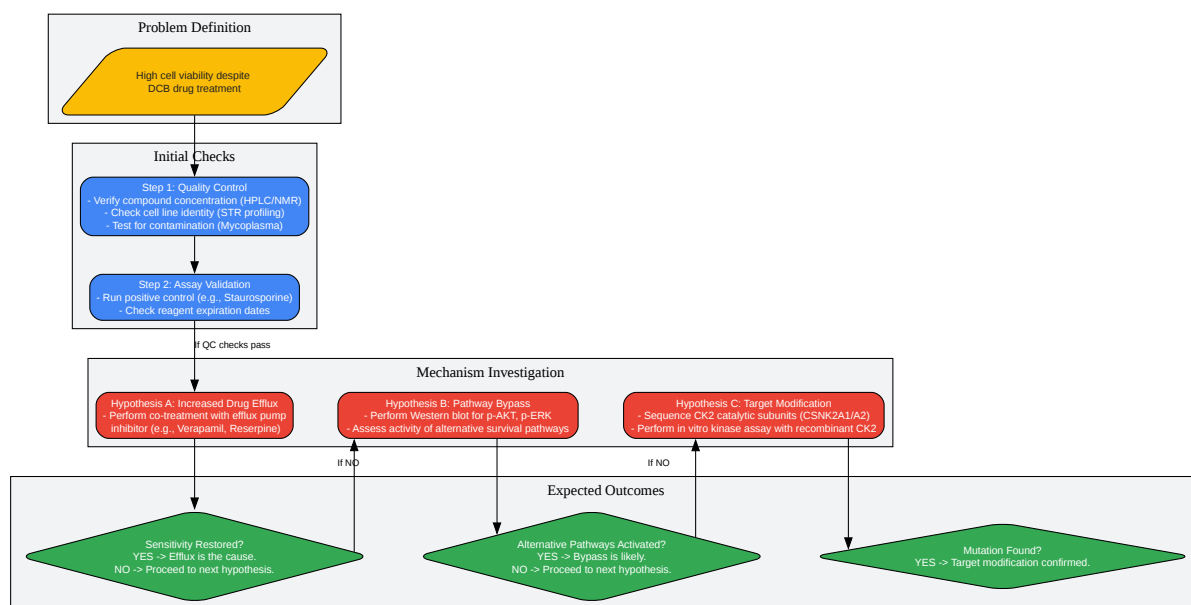 Problem Definition
High cell viability despite
DCB drug treatment
Initial Checks
Step 1: Quality Control
- Verify compound concentration (HPLC/NMR)
- Check cell line identity (STR profiling)
- Test for contamination (Mycoplasma)
Step 2: Assay Validation
- Run positive control (e.g., Staurosporine)
- Check reagent expiration dates
If QC checks pass
Mechanism Investigation
Hypothesis A: Increased Drug Efflux
- Perform co-treatment with efflux pump
inhibitor (e.g., Verapamil, Reserpine)
Hypothesis B: Pathway Bypass
- Perform Western blot for p-AKT, p-ERK
- Assess activity of alternative survival pathways
Hypothesis C: Target Modification
- Sequence CK2 catalytic subunits (CSNK2A1/A2)
- Perform in vitro kinase assay with recombinant CK2
If NO
If NO
Expected Outcomes
Sensitivity Restored?
YES -> Efflux is the cause.
NO -> Proceed to next hypothesis.
Alternative Pathways Activated?
YES -> Bypass is likely.
NO -> Proceed to next hypothesis.
Mutation Found?
YES -> Target modification confirmed.